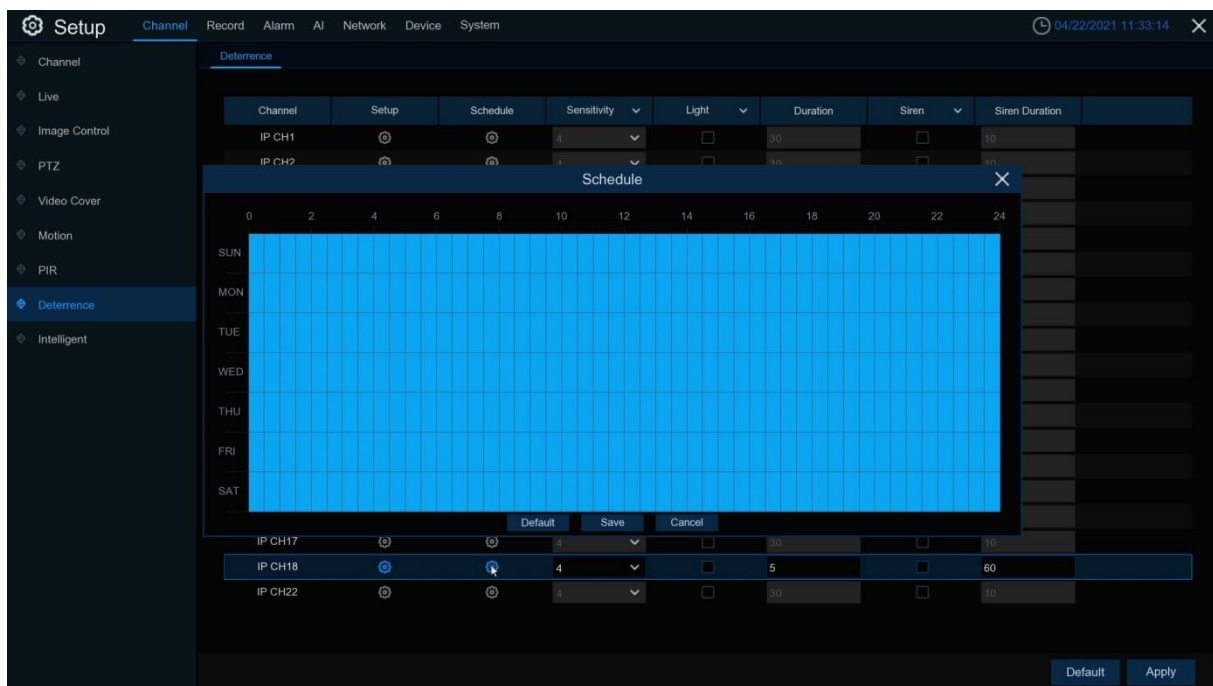 Setup Channel Record Alarm AI Network Device System 04/22/2021 11:33:14
Channel
Live
Image Control
PTZ
Video Cover
Motion
PIR
Deterrence
Intelligent
Deterrence
Channel Setup Schedule Sensitivity Light Duration Siren Siren Duration
IP CH1 4 30 10
IP CH2 4 30 10
Schedule
0 2 4 6 8 10 12 14 16 18 20 22 24
SUN
MON
TUE
WED
THU
FRI
SAT
Default Save Cancel
IP CH17 4 30 10
IP CH18 4 5 60
IP CH22 4 30 10
Default Apply